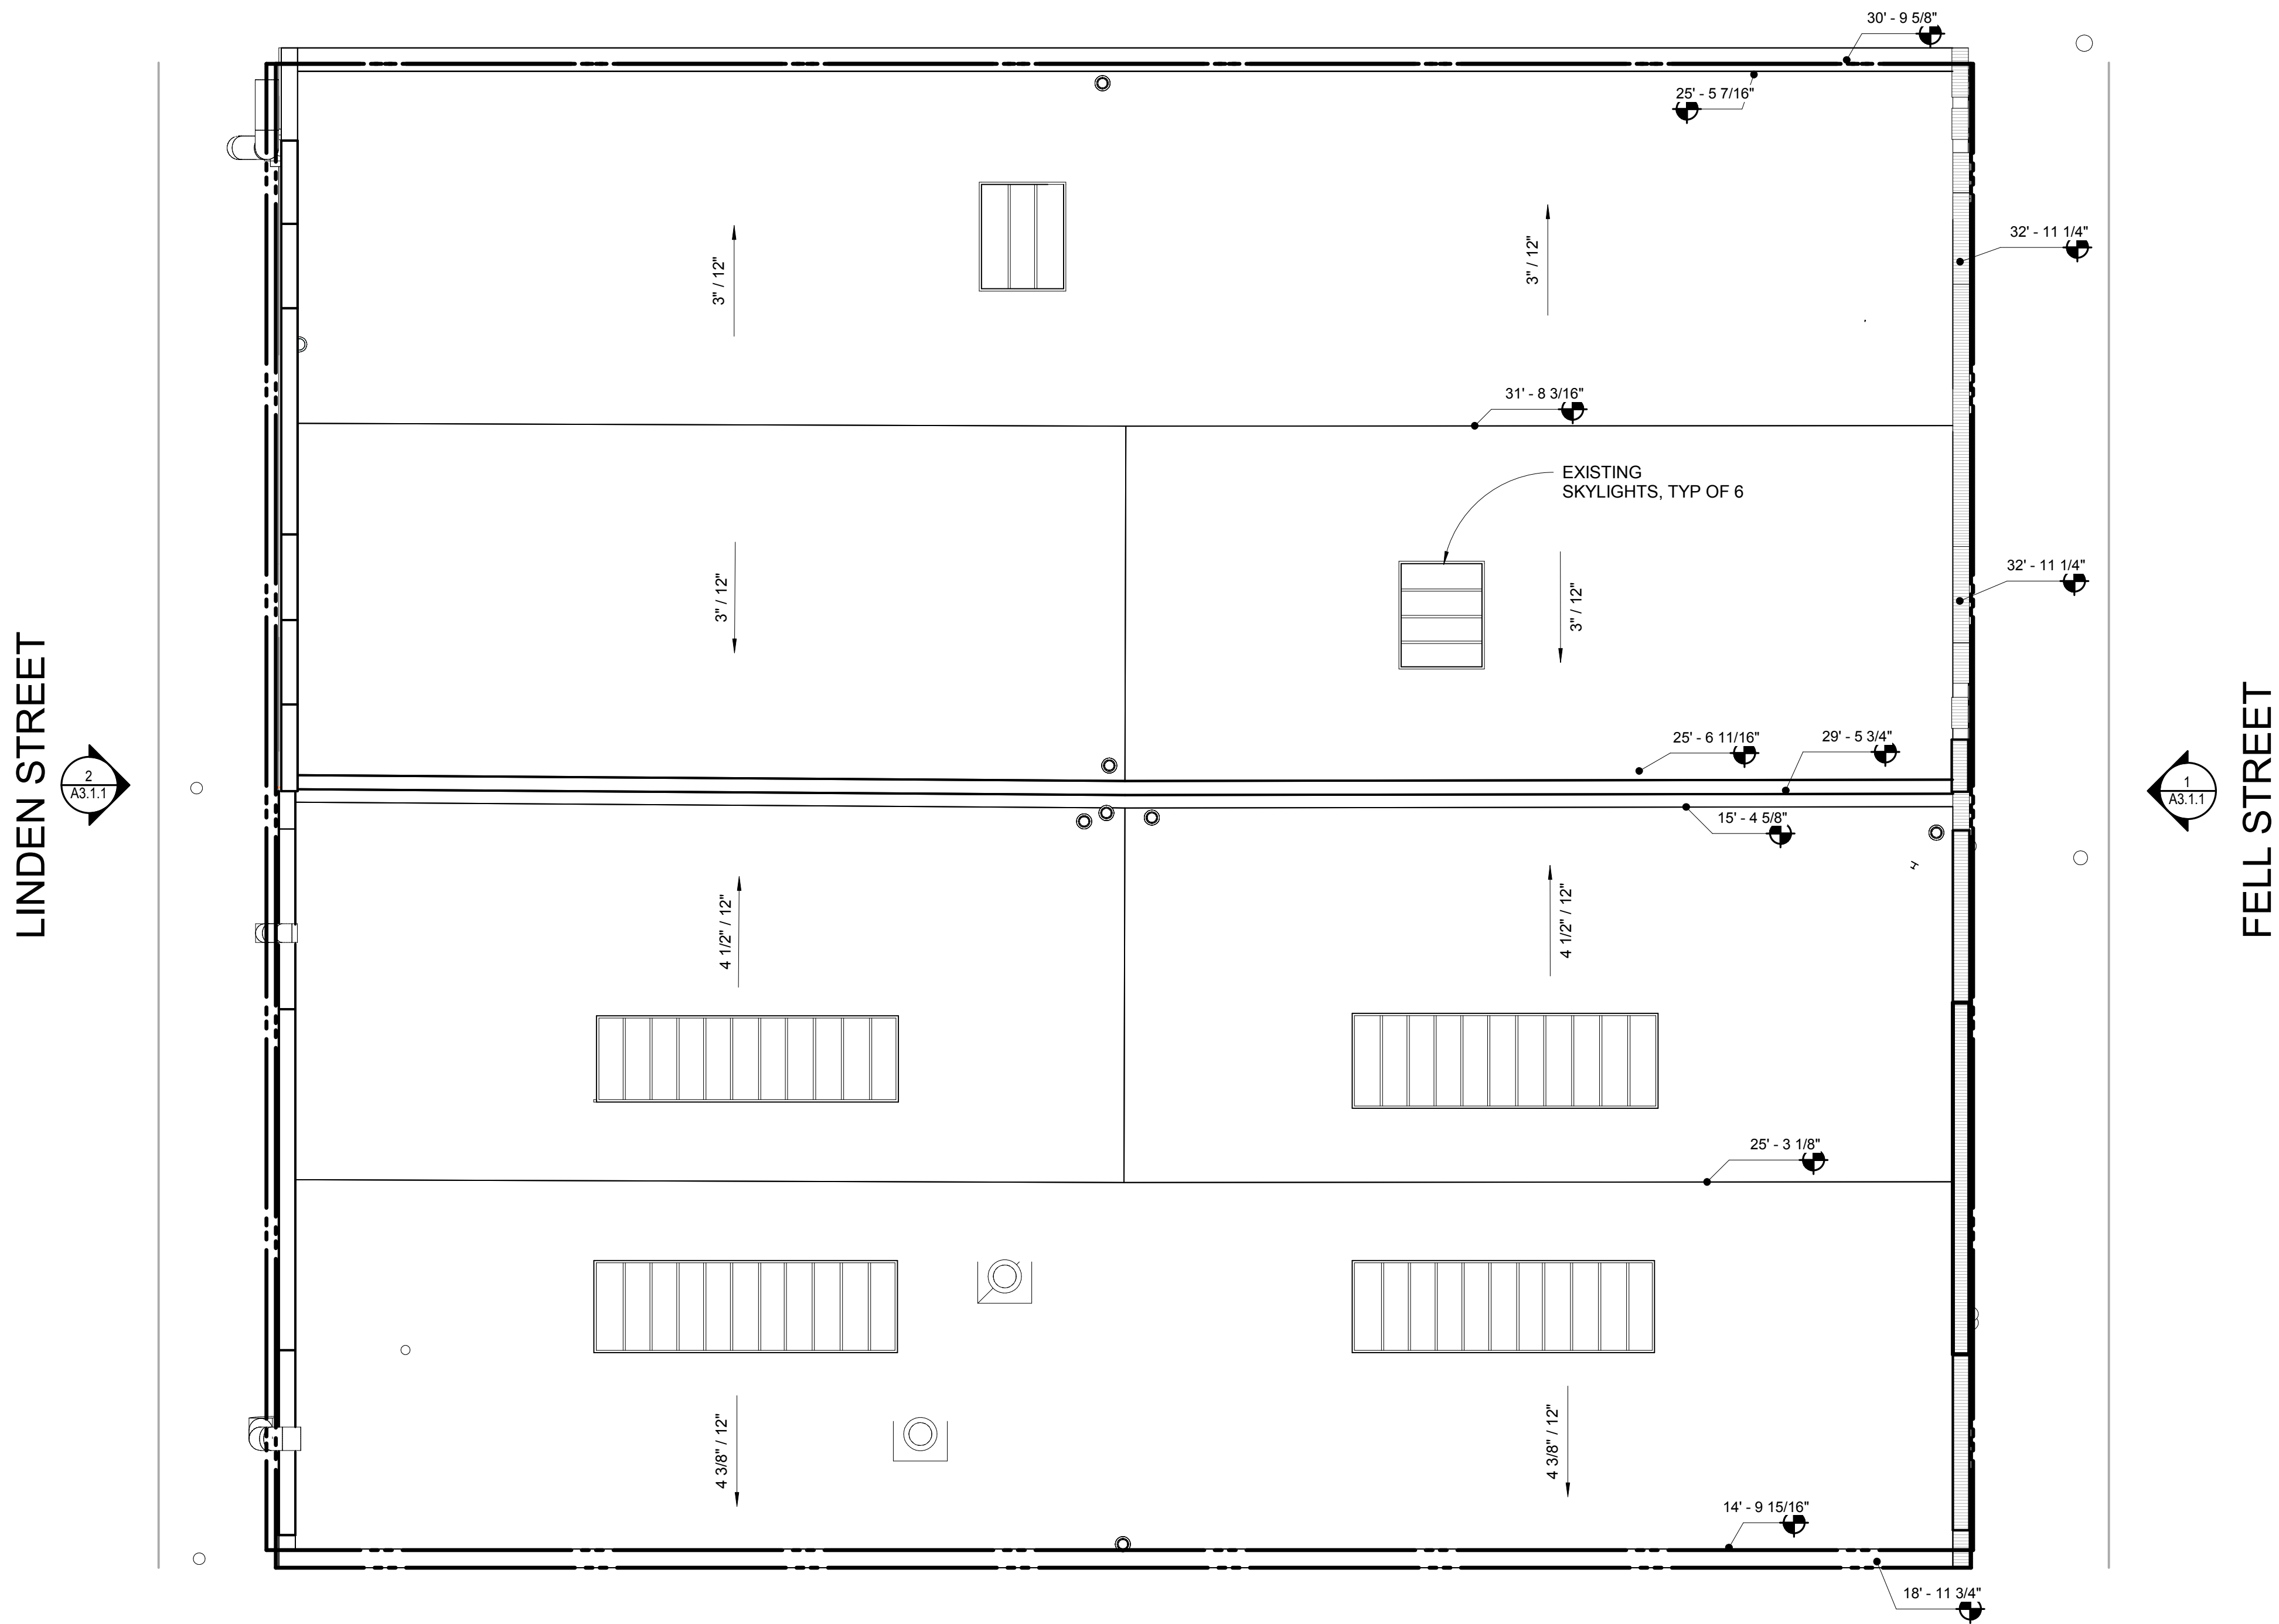 30' - 9 5/8"
25' - 5 7/16"
32' - 11 1/4"
3" / 12"
3" / 12"
31' - 8 3/16"
EXISTING
SKYLIGHTS, TYP OF 6
32' - 11 1/4"
3" / 12"
3" / 12"
LINDEN STREET
2
A3.1.1
25' - 6 11/16"
29' - 5 3/4"
1
A3.1.1
FELL STREET
15' - 4 5/8"
4 1/2" / 12"
4 1/2" / 12"
25' - 3 1/8"
4 3/8" / 12"
4 3/8" / 12"
14' - 9 15/16"
18' - 11 3/4"